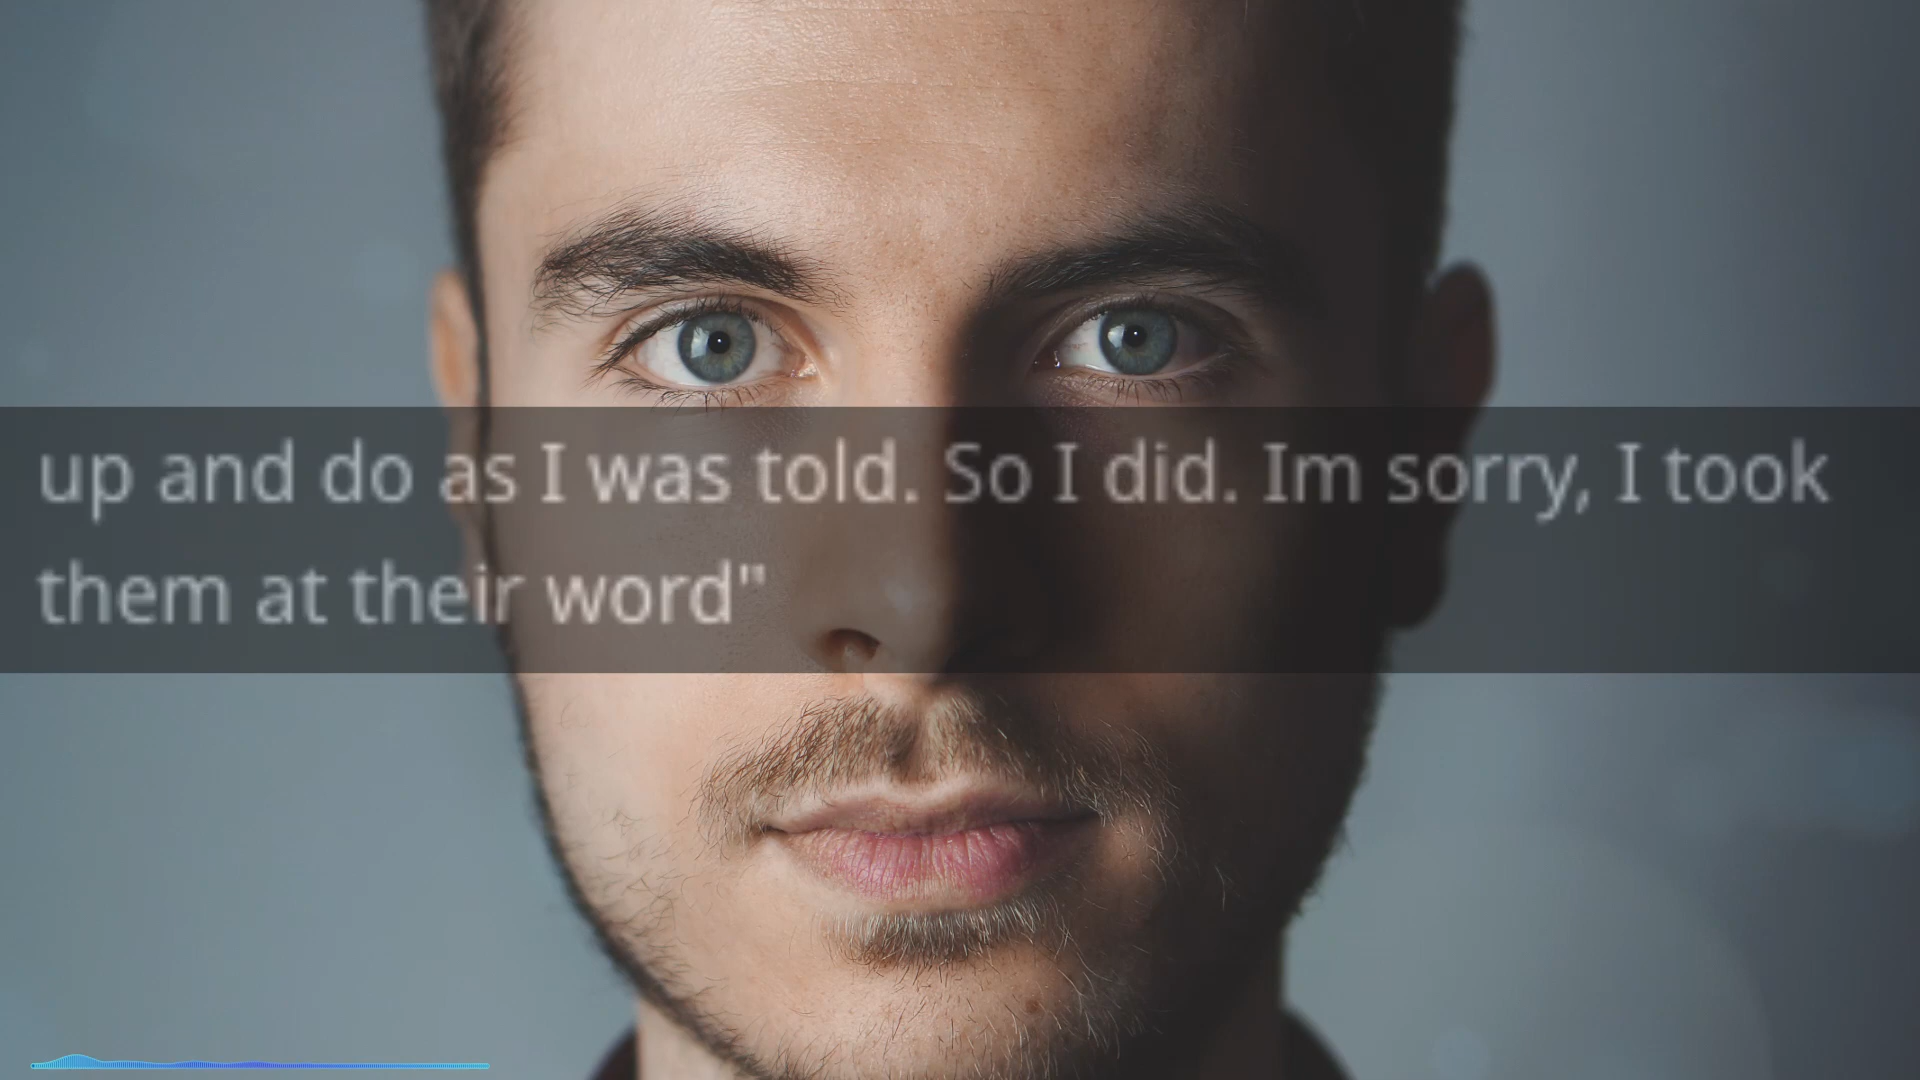 up and do as I was told. So I did. Im sorry, I took
them at their word"